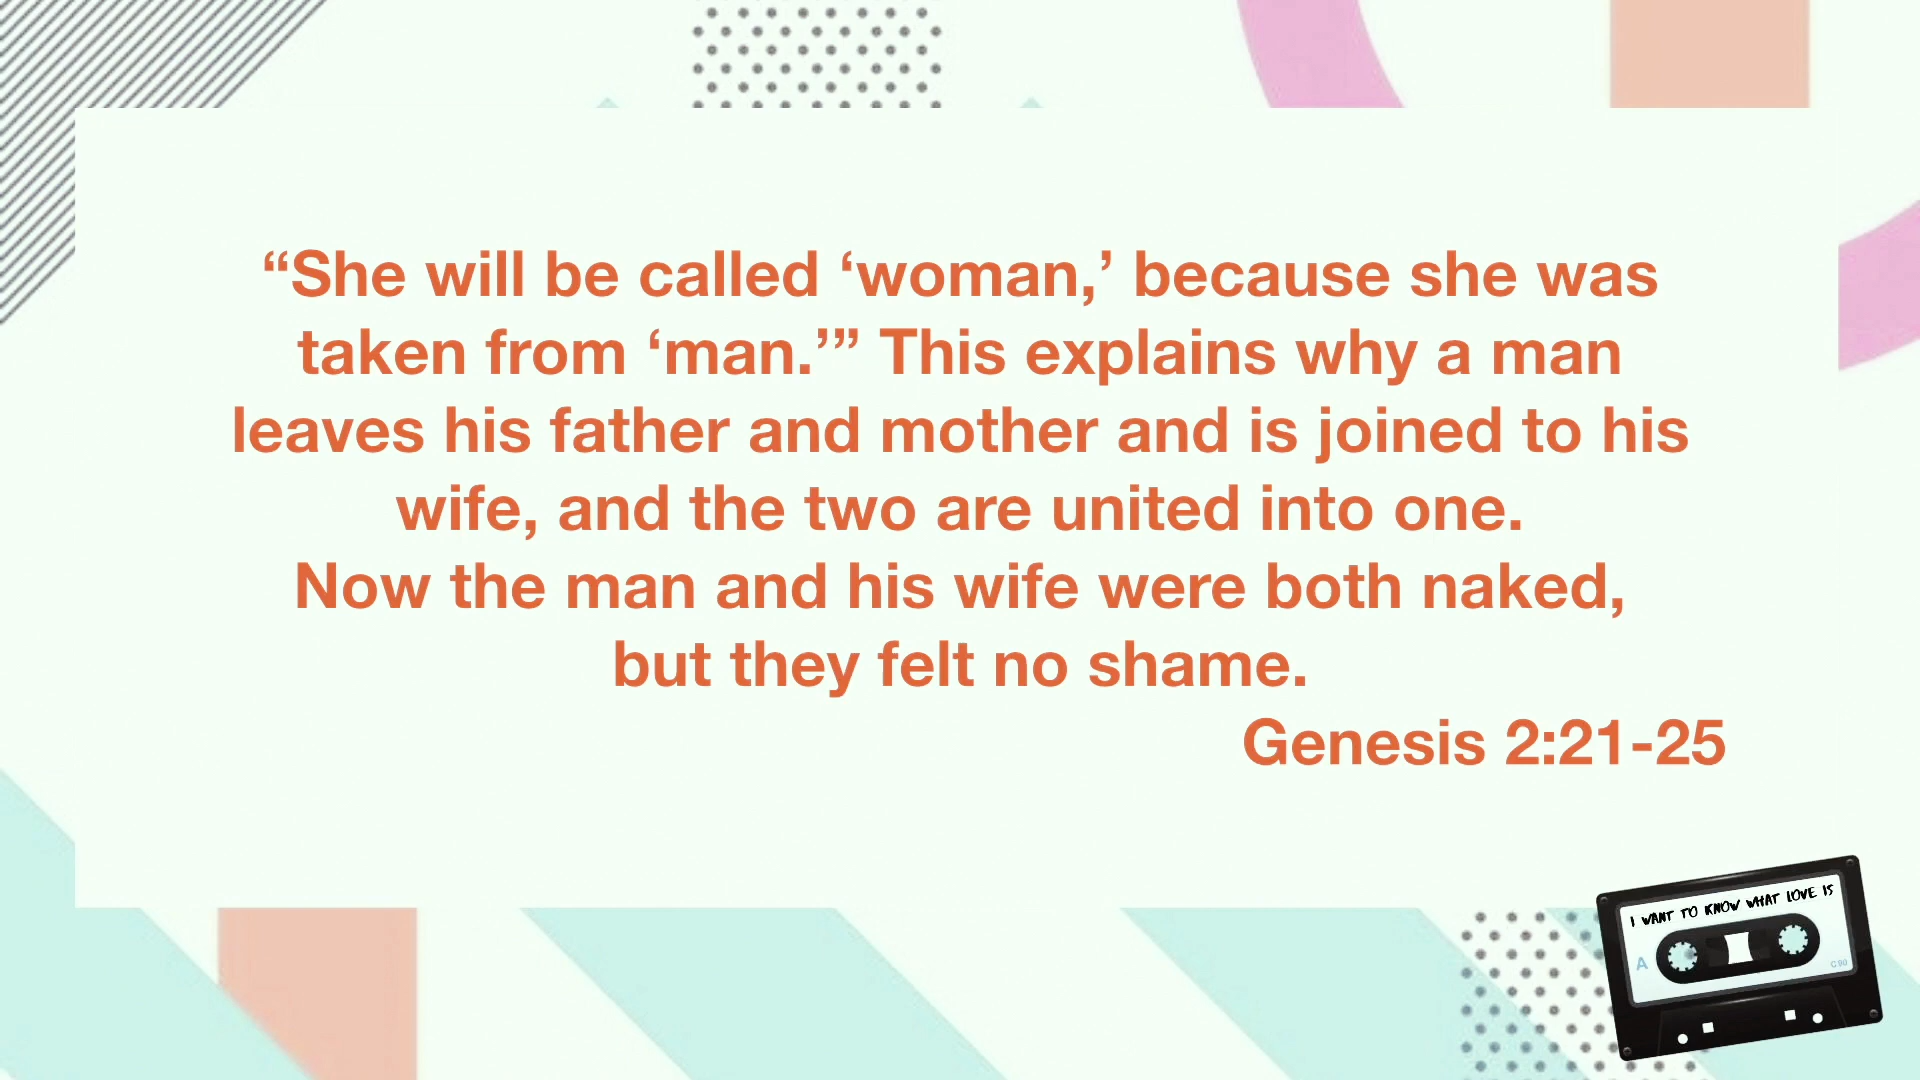 “She will be called ‘woman,’ because she was
taken from ‘man.’” This explains why a man
leaves his father and mother and is joined to his
wife, and the two are united into one.
Now the man and his wife were both naked,
but they felt no shame.
Genesis 2:21-25
I WANT TO KNOW WHAT LOVE IS
A
C90